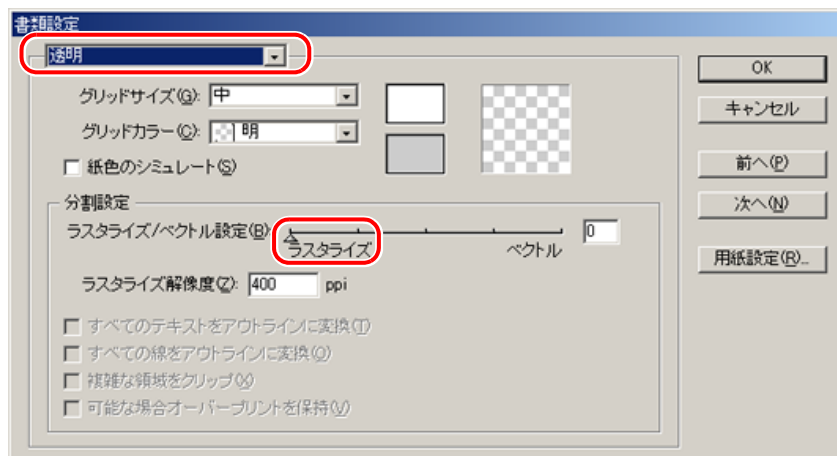 書類設定
透明
グリッドサイズ(G): 中
グリッドカラー(C): 明
紙色のシミュレート(S)
分割設定
ラスタライズ/ベクトル設定(B): 0
ラスタライズ ベクトル
ラスタライズ解像度(Z): 400 ppi
すべてのテキストをアウトラインに変換(T)
すべての線をアウトラインに変換(O)
複雑な領域をクリップ(X)
可能な場合オーバープリントを保持(V)
OK
キャンセル
前へ(P)
次へ(N)
用紙設定(R)...